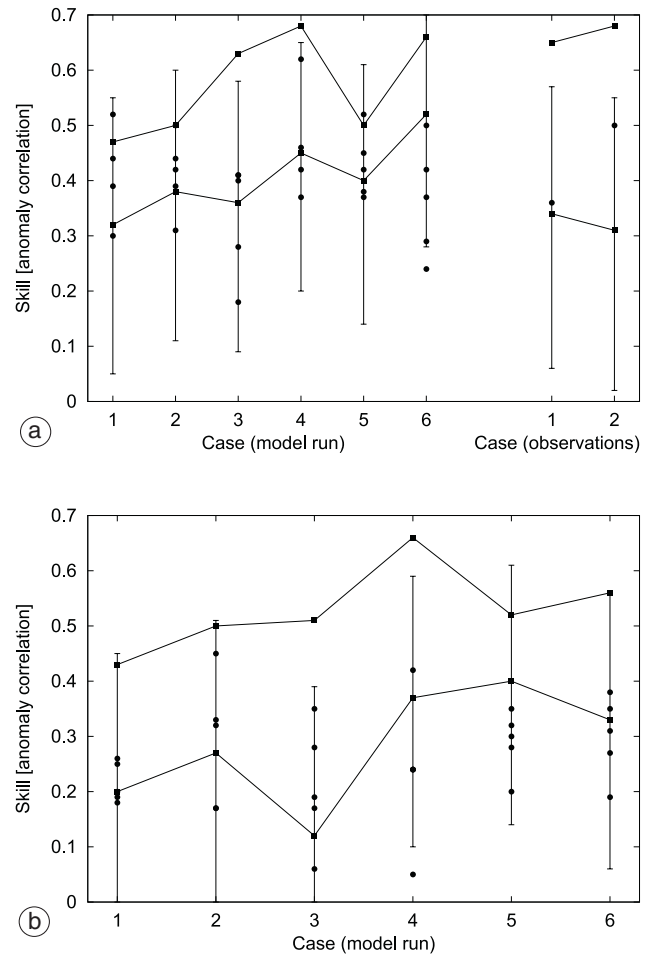 0.7
0.6
0.5
0.4
0.3
0.2
0.1
0
Skill [anomaly correlation]
1 2 3 4 5 6 1 2
Case (model run) Case (observations)
a
0.7
0.6
0.5
0.4
0.3
0.2
0.1
0
Skill [anomaly correlation]
1 2 3 4 5 6
Case (model run)
b